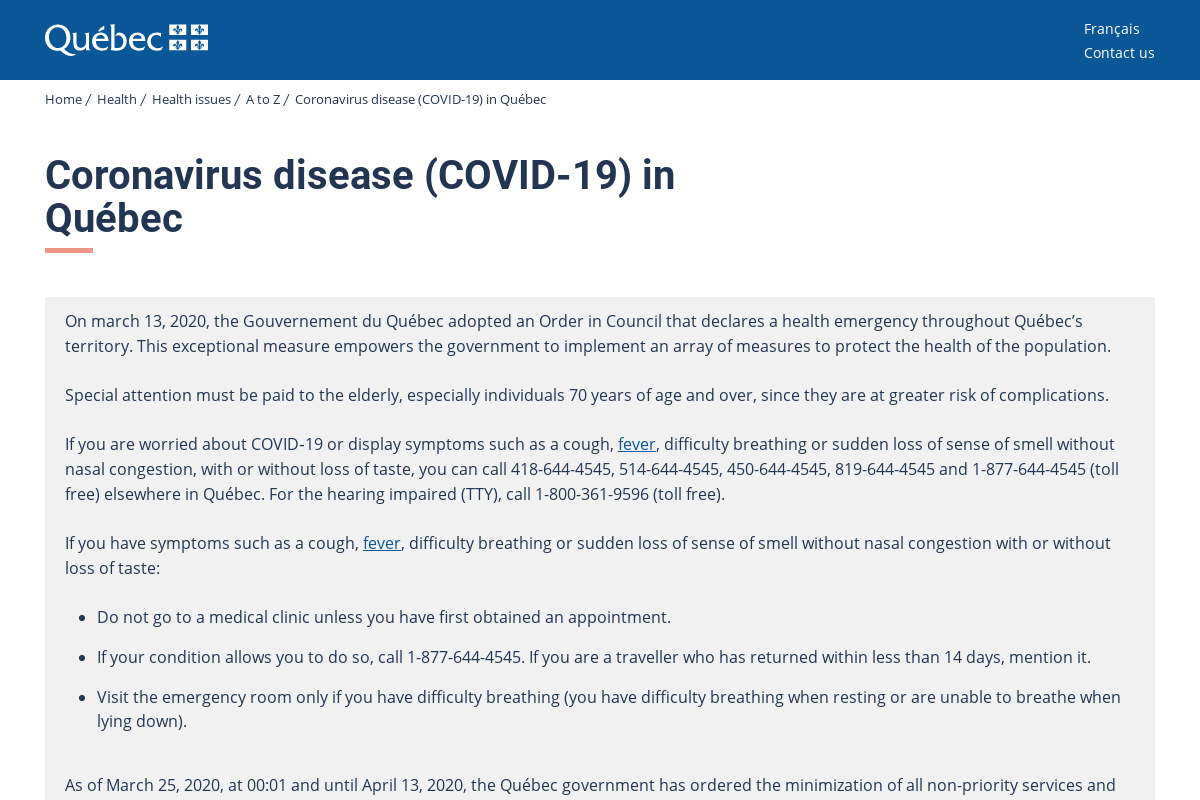 Québec
Français
Contact us
Home / Health / Health issues / A to Z / Coronavirus disease (COVID-19) in Québec
Coronavirus disease (COVID-19) in
Québec
On march 13, 2020, the Gouvernement du Québec adopted an Order in Council that declares a health emergency throughout Québec’s
territory. This exceptional measure empowers the government to implement an array of measures to protect the health of the population.
Special attention must be paid to the elderly, especially individuals 70 years of age and over, since they are at greater risk of complications.
If you are worried about COVID-19 or display symptoms such as a cough, fever, difficulty breathing or sudden loss of sense of smell without
nasal congestion, with or without loss of taste, you can call 418-644-4545, 514-644-4545, 450-644-4545, 819-644-4545 and 1-877-644-4545 (toll
free) elsewhere in Québec. For the hearing impaired (TTY), call 1-800-361-9596 (toll free).
If you have symptoms such as a cough, fever, difficulty breathing or sudden loss of sense of smell without nasal congestion with or without
loss of taste:
• Do not go to a medical clinic unless you have first obtained an appointment.
• If your condition allows you to do so, call 1-877-644-4545. If you are a traveller who has returned within less than 14 days, mention it.
• Visit the emergency room only if you have difficulty breathing (you have difficulty breathing when resting or are unable to breathe when
lying down).
As of March 25, 2020, at 00:01 and until April 13, 2020, the Québec government has ordered the minimization of all non-priority services and